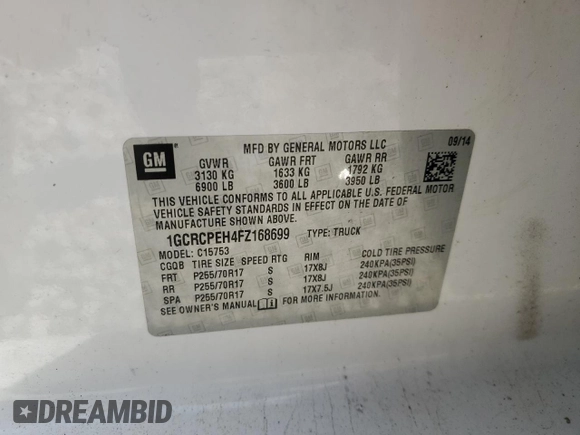 MFD BY GENERAL MOTORS LLC 09/14
GM GVWR GAWR FRT GAWR RR
3130 KG 1633 KG 1792 KG
6900 LB 3600 LB 3950 LB
THIS VEHICLE CONFORMS TO ALL APPLICABLE U.S. FEDERAL MOTOR
VEHICLE SAFETY STANDARDS IN EFFECT ON THE DATE OF
MANUFACTURE SHOWN ABOVE.
1GCRCPEH4FZ168699 TYPE: TRUCK
MODEL: C15753
CGQB TIRE SIZE SPEED RTG RIM COLD TIRE PRESSURE
FRT P255/70R17 S 17X8J 240KPA(35PSI)
RR P255/70R17 S 17X8J 240KPA(35PSI)
SPA P255/70R17 S 17X7.5J 240KPA(35PSI)
SEE OWNER'S MANUAL FOR MORE INFORMATION.
DREAMBID